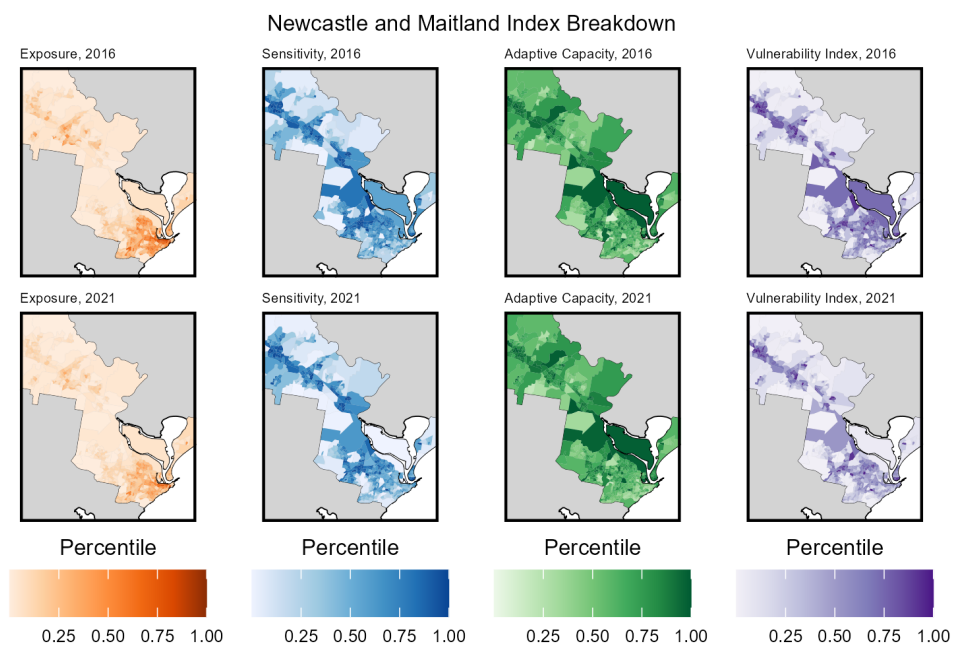 Newcastle and Maitland Index Breakdown
Exposure, 2016
Sensitivity, 2016
Adaptive Capacity, 2016
Vulnerability Index, 2016
Exposure, 2021
Sensitivity, 2021
Adaptive Capacity, 2021
Vulnerability Index, 2021
Percentile
Percentile
Percentile
Percentile
0.25 0.50 0.75 1.00
0.25 0.50 0.75 1.00
0.25 0.50 0.75 1.00
0.25 0.50 0.75 1.00